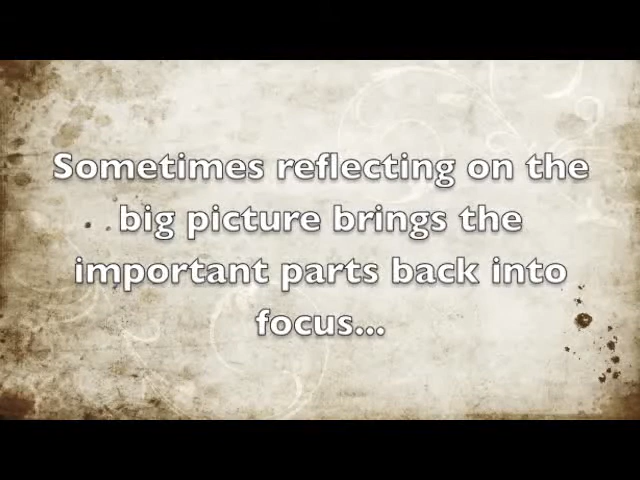 Sometimes reflecting on the
big picture brings the
important parts back into
focus...